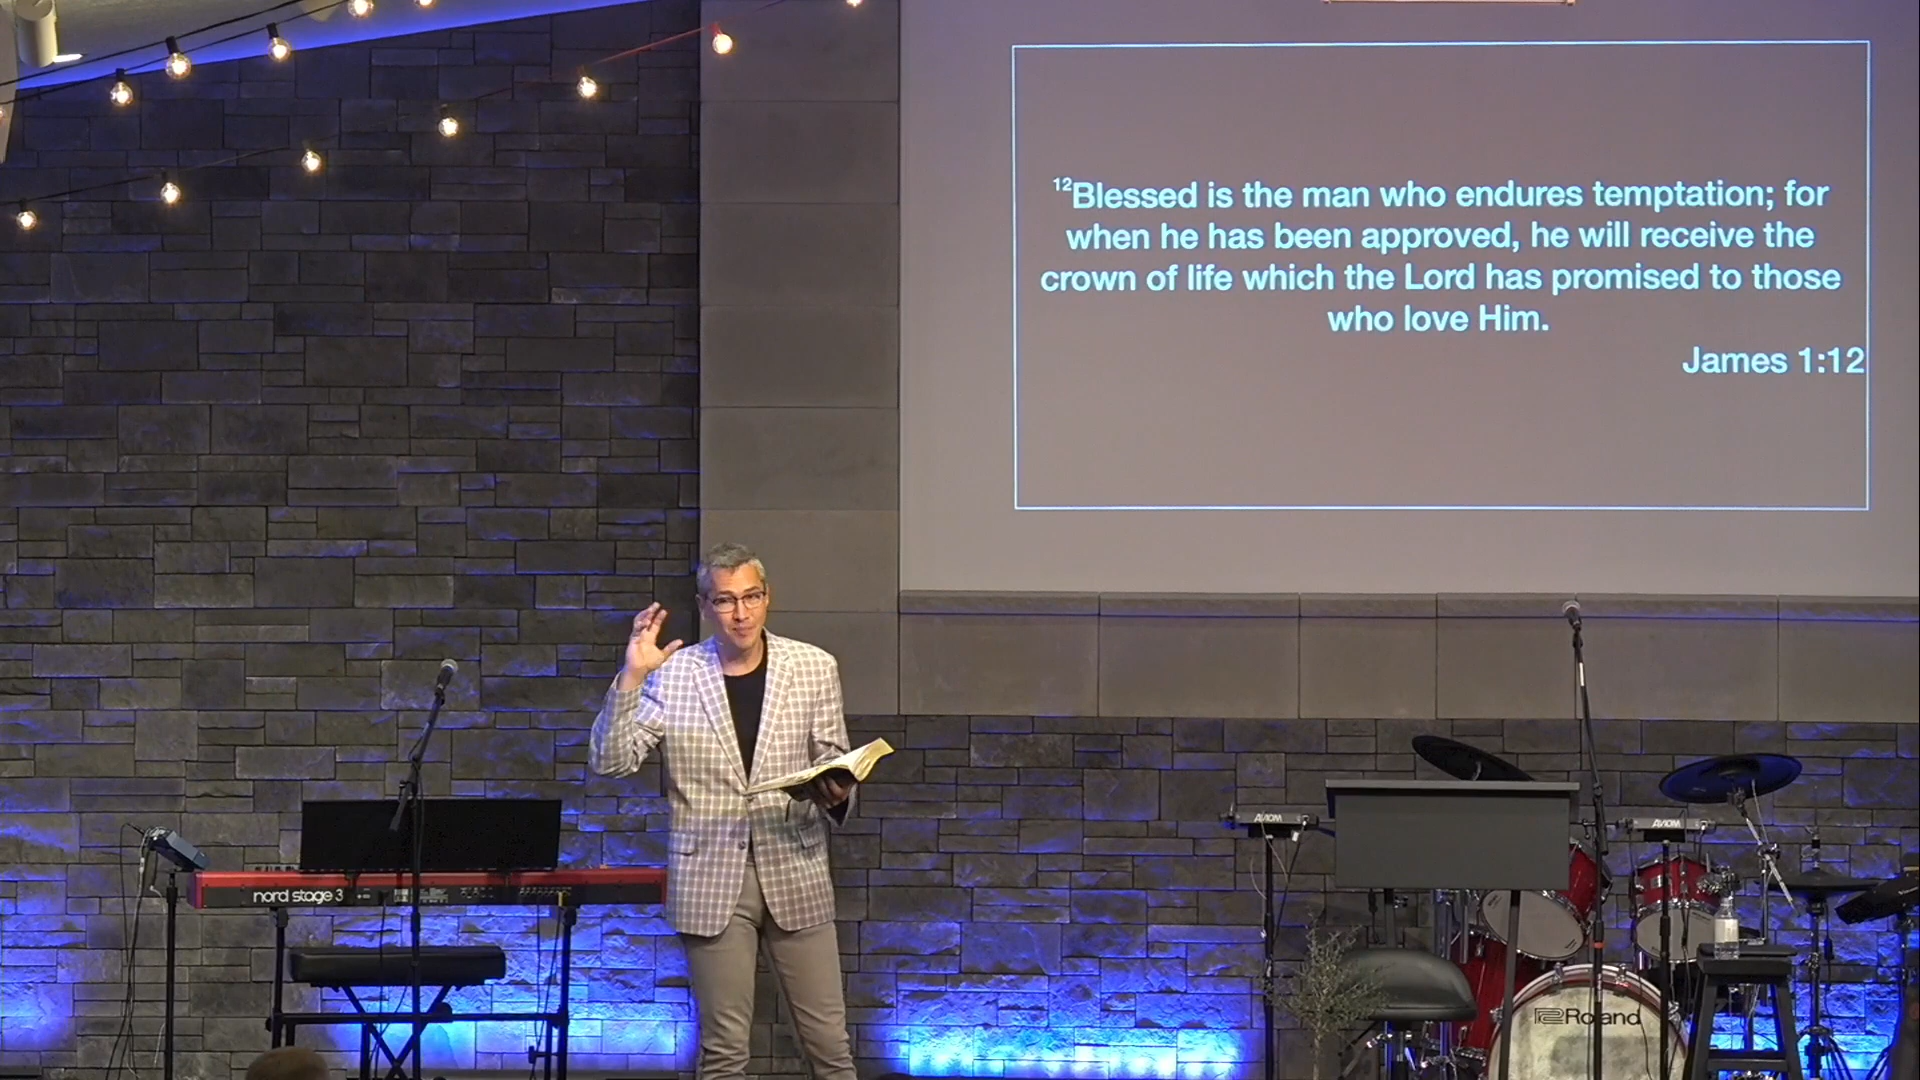 ¹²Blessed is the man who endures temptation; for
when he has been approved, he will receive the
crown of life which the Lord has promised to those
who love Him.
James 1:12
AVIOM
AVIOM
nord stage 3
Roland